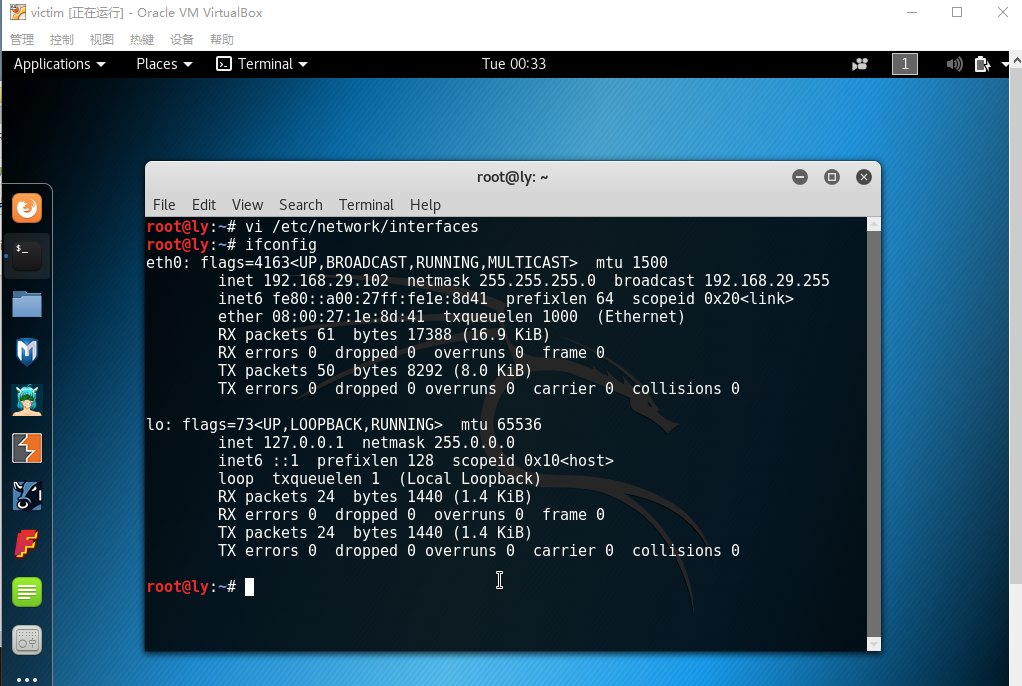 victim [正在运行] - Oracle VM VirtualBox
管理 控制 视图 热键 设备 帮助
Applications Places Terminal Tue 00:33 1
root@ly: ~
File Edit View Search Terminal Help
root@ly:~# vi /etc/network/interfaces
root@ly:~# ifconfig
eth0: flags=4163<UP,BROADCAST,RUNNING,MULTICAST>  mtu 1500
        inet 192.168.29.102  netmask 255.255.255.0  broadcast 192.168.29.255
        inet6 fe80::a00:27ff:fe1e:8d41  prefixlen 64  scopeid 0x20<link>
        ether 08:00:27:1e:8d:41  txqueuelen 1000  (Ethernet)
        RX packets 61  bytes 17388 (16.9 KiB)
        RX errors 0  dropped 0  overruns 0  frame 0
        TX packets 50  bytes 8292 (8.0 KiB)
        TX errors 0  dropped 0 overruns 0  carrier 0  collisions 0
lo: flags=73<UP,LOOPBACK,RUNNING>  mtu 65536
        inet 127.0.0.1  netmask 255.0.0.0
        inet6 ::1  prefixlen 128  scopeid 0x10<host>
        loop  txqueuelen 1  (Local Loopback)
        RX packets 24  bytes 1440 (1.4 KiB)
        RX errors 0  dropped 0  overruns 0  frame 0
        TX packets 24  bytes 1440 (1.4 KiB)
        TX errors 0  dropped 0 overruns 0  carrier 0  collisions 0
root@ly:~#